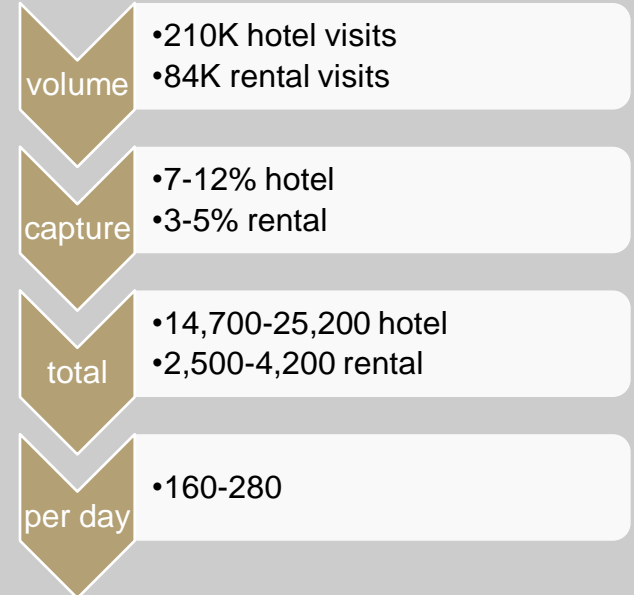 volume
•210K hotel visits
•84K rental visits
capture
•7-12% hotel
•3-5% rental
total
•14,700-25,200 hotel
•2,500-4,200 rental
per day
•160-280